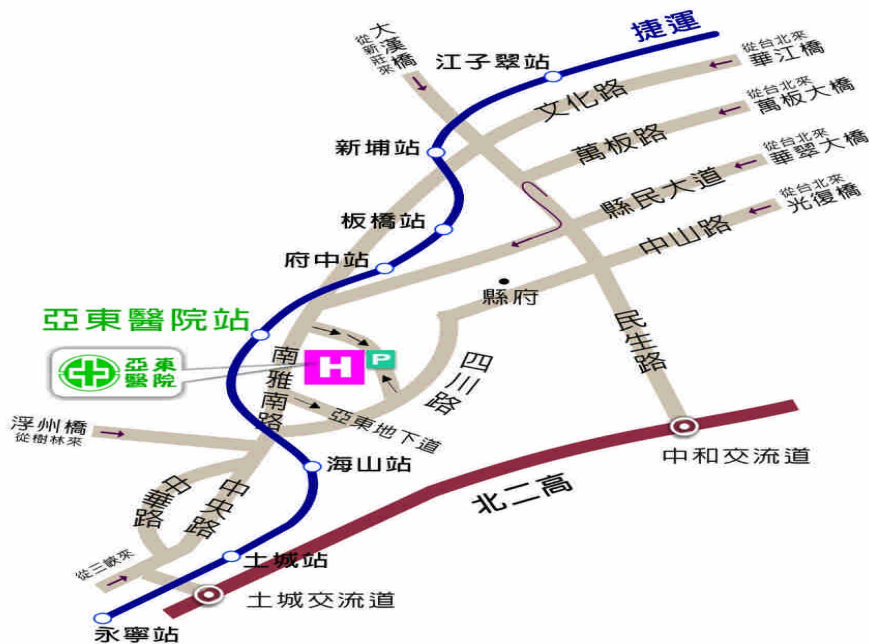 捷運
從新莊來
大漢橋
江子翠站
從台北來
華江橋
文化路
從台北來
萬板大橋
萬板路
新埔站
從台北來
華翠大橋
縣民大道
從台北來
光復橋
中山路
板橋站
府中站
縣府
亞東醫院站
民生路
亞東
醫院
H
P
南雅南路
四川路
亞東地下道
浮州橋
從樹林來
海山站
中和交流道
北二高
中華路
中央路
從三峽來
土城站
土城交流道
永寧站